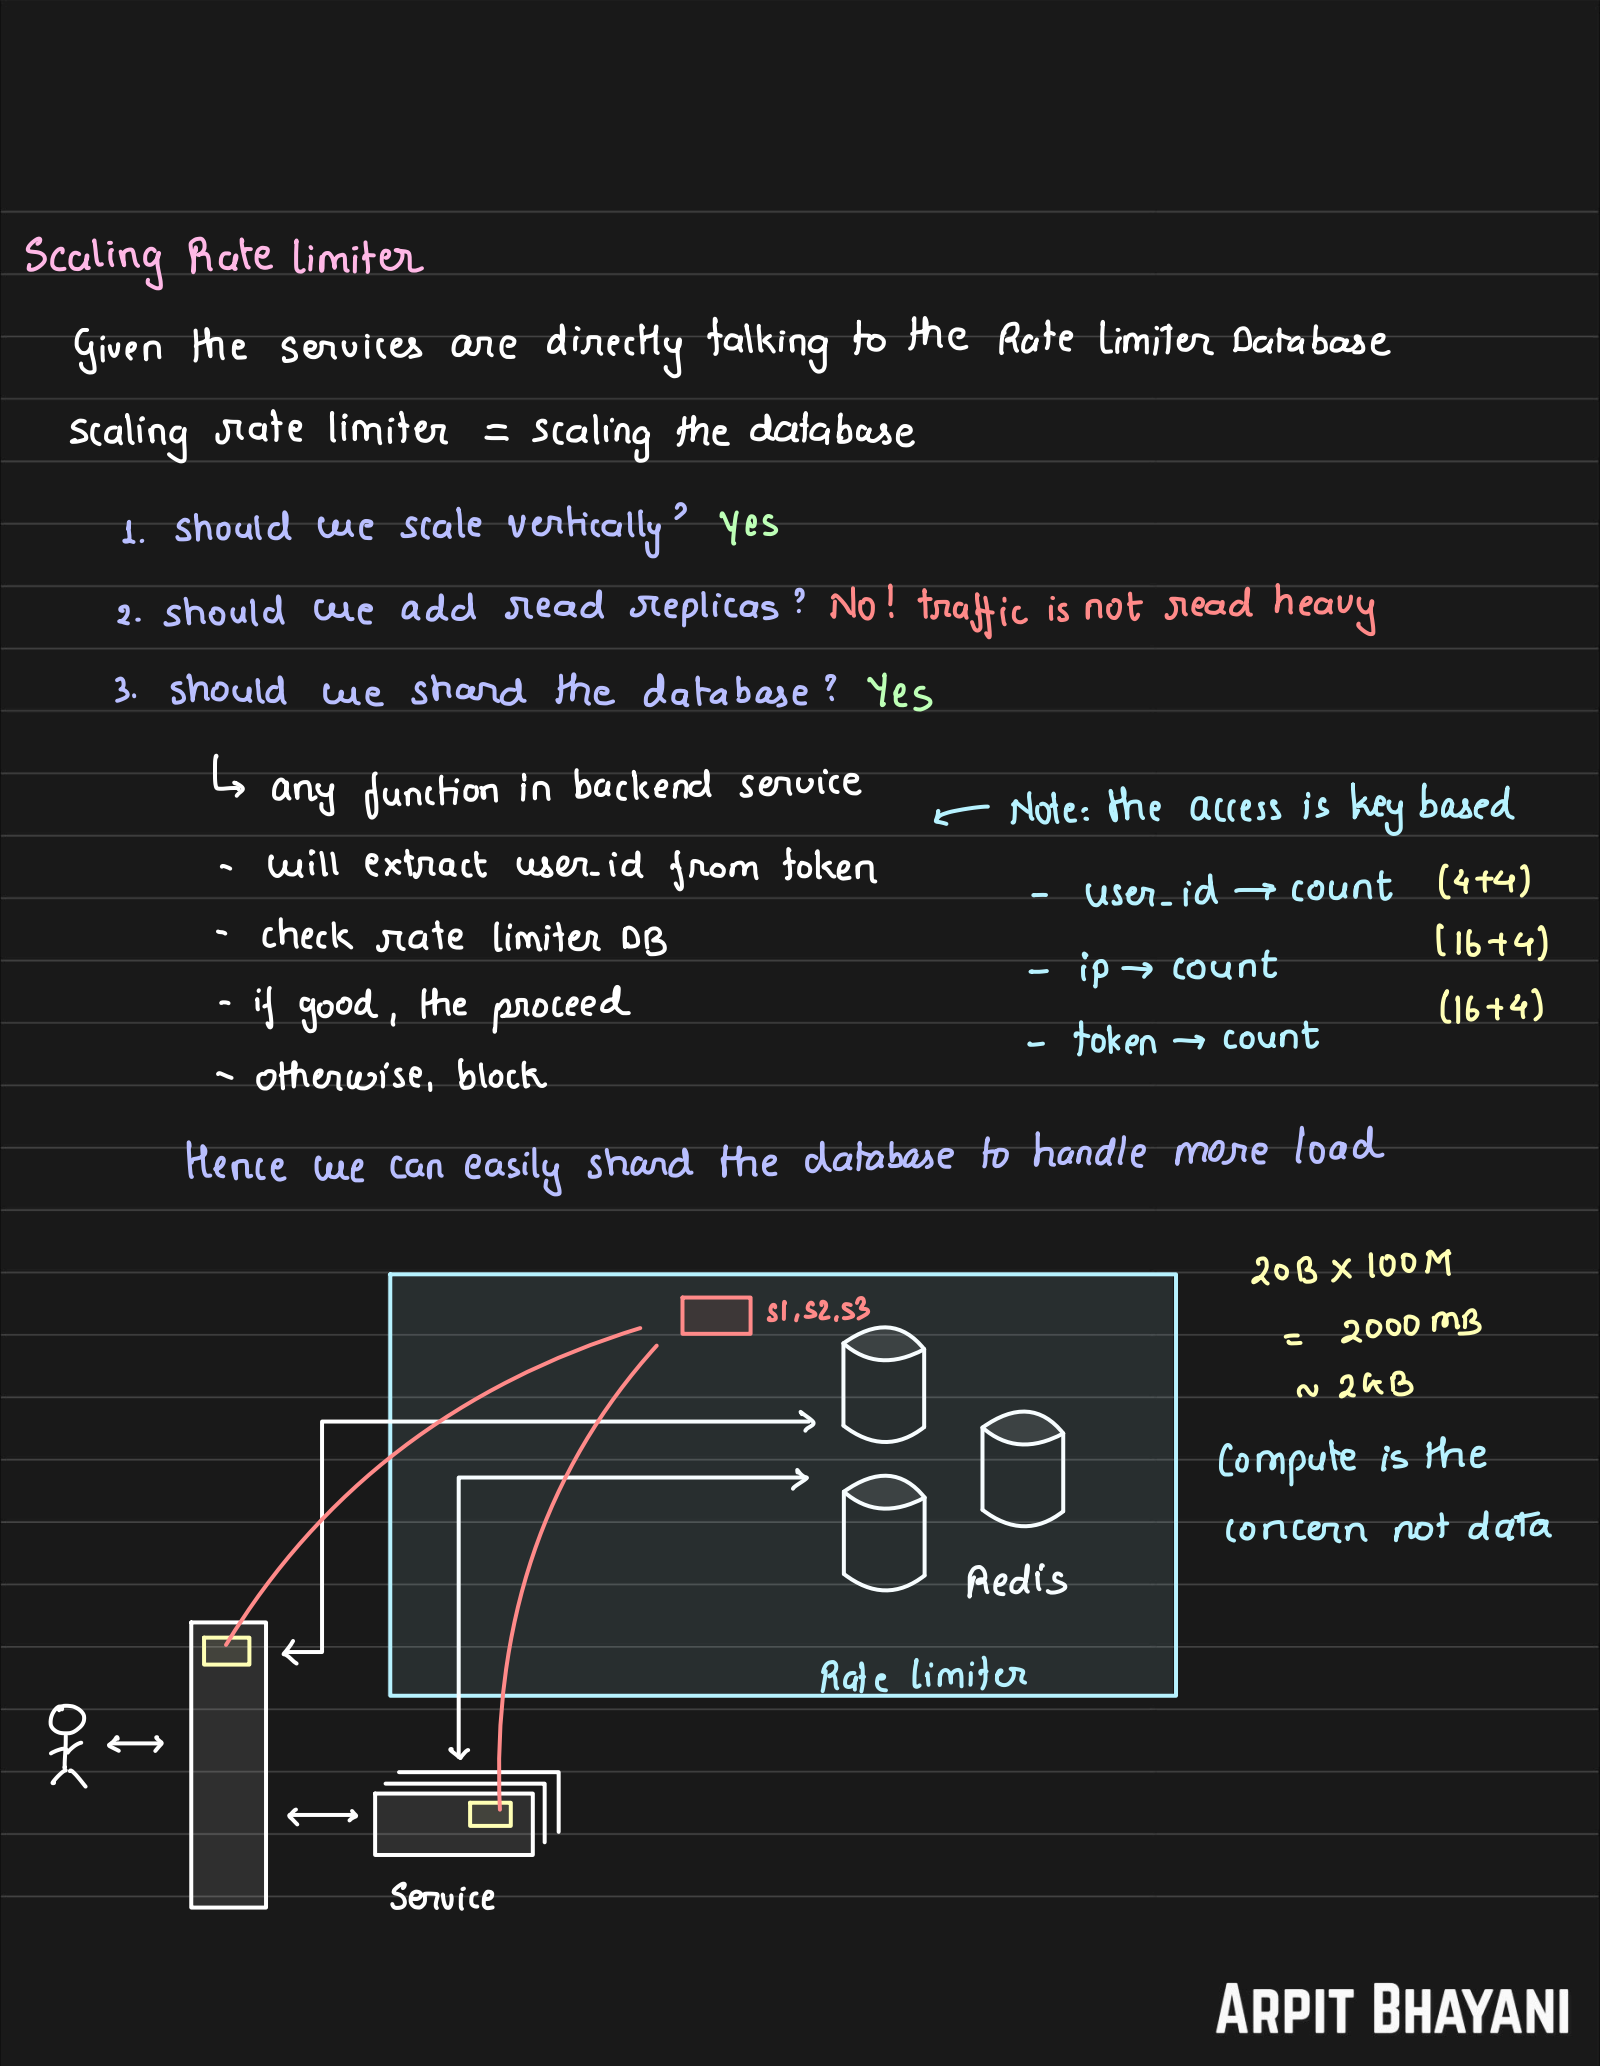 Scaling Rate limiter
Given the services are directly talking to the Rate Limiter Database
scaling rate limiter = scaling the database
1. should we scale vertically? Yes
2. should we add read replicas? No! traffic is not read heavy
3. should we shard the database? Yes
↳ any function in backend service
- will extract user_id from token
- check rate limiter DB
- if good, the proceed
- otherwise, block
← Note: the access is key based
- user_id → count (4+4)
- ip → count (16+4)
- token → count (16+4)
Hence we can easily shard the database to handle more load
20B × 100M
= 2000 MB
~ 2GB
Compute is the
concern not data
s1, s2, s3
Redis
Rate limiter
Service
ARPIT BHAYANI